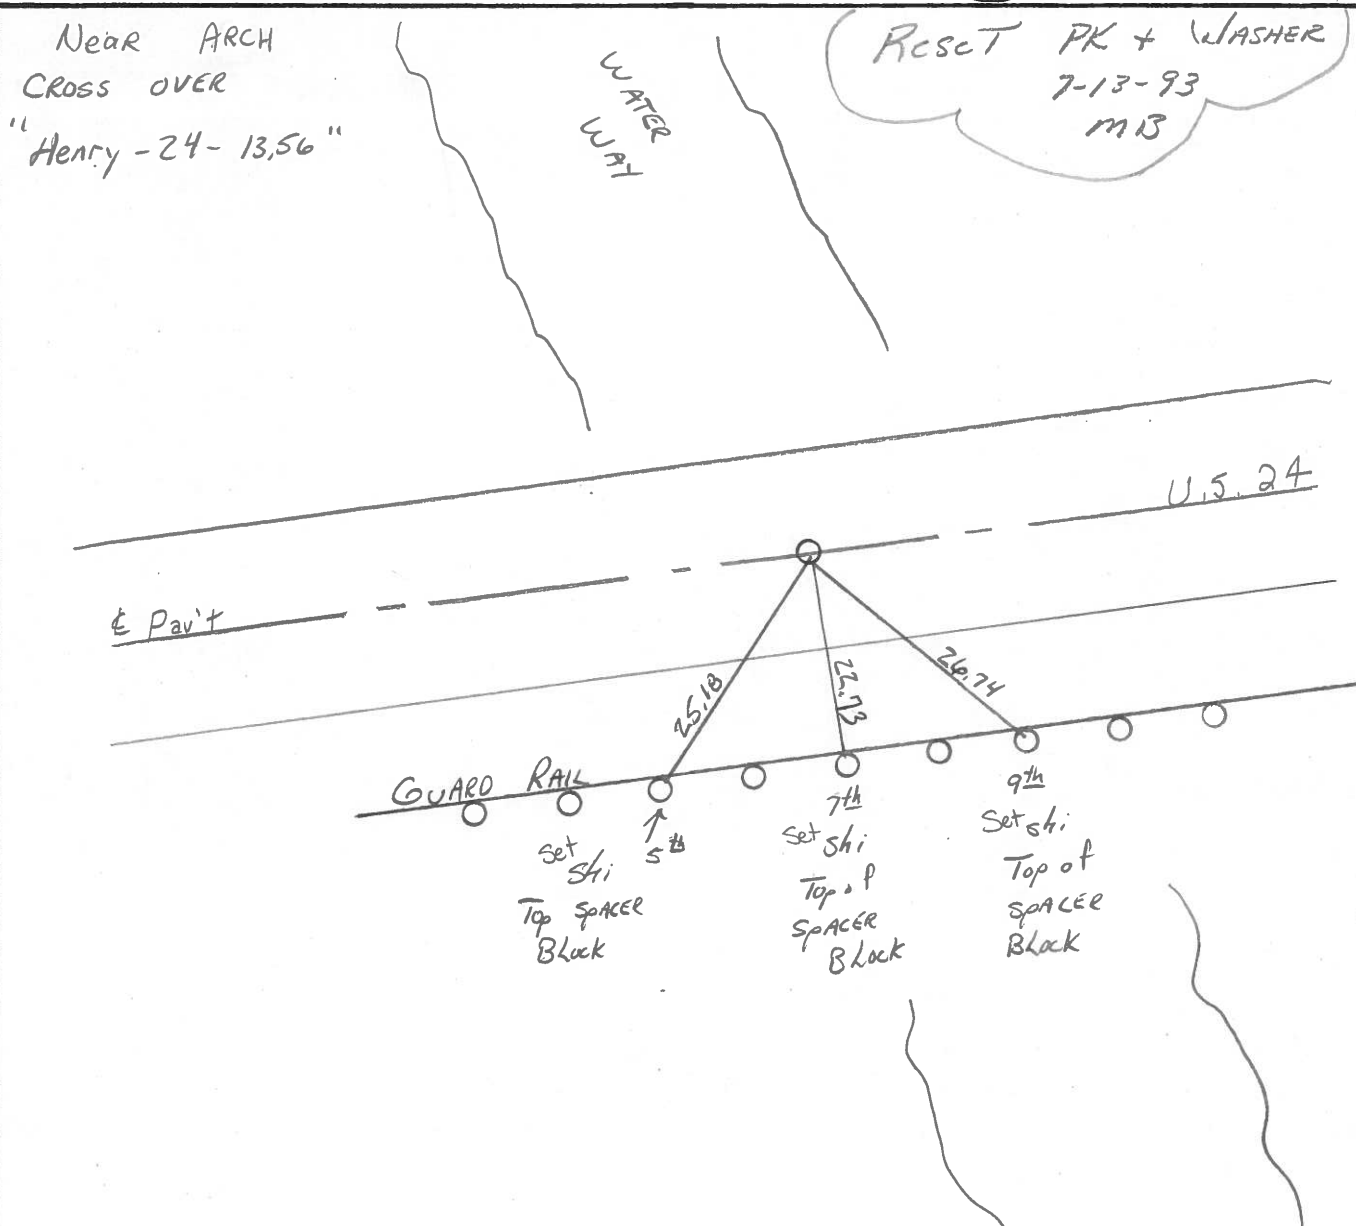 Near ARCH
CROSS OVER
"Henry - 24 - 13,56"
WATER
WAY
ReseT PK + WASHER
7-13-93
MB
U.S. 24
℄ Pav't
25.18
22.73
26.74
GUARD RAIL
5th
Set
shi
Top SPACER
BLock
7th
Set shi
Top of
SPACER
BLock
9th
Set shi
Top of
SPACER
BLock